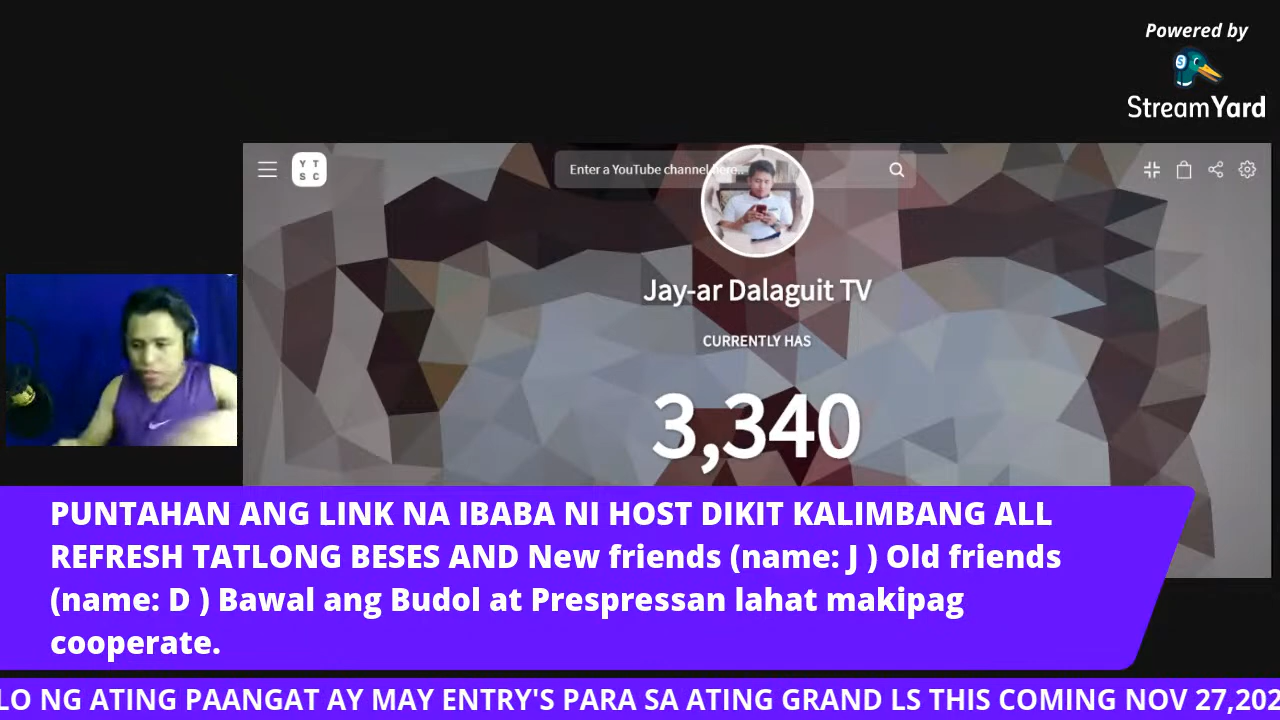 Powered by
StreamYard
Y T
S C
Enter a YouTube channel here...
Jay-ar Dalaguit TV
CURRENTLY HAS
3,340
PUNTAHAN ANG LINK NA IBABA NI HOST DIKIT KALIMBANG ALL
REFRESH TATLONG BESES AND New friends (name: J ) Old friends
(name: D ) Bawal ang Budol at Prespressan lahat makipag
cooperate.
LO NG ATING PAANGAT AY MAY ENTRY'S PARA SA ATING GRAND LS THIS COMING NOV 27,202